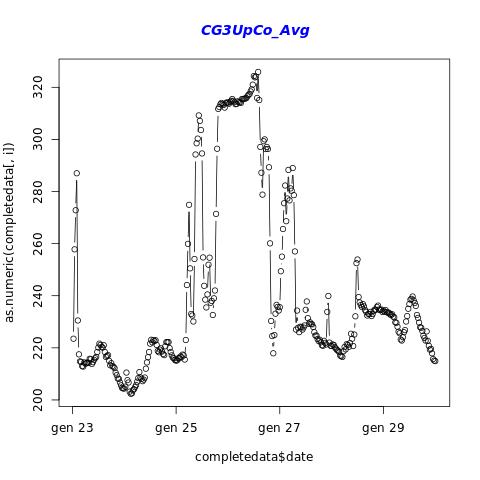 CG3UpCo_Avg
as.numeric(completedata[, i])
320
300
280
260
240
220
200
gen 23
gen 25
gen 27
gen 29
completedata$date